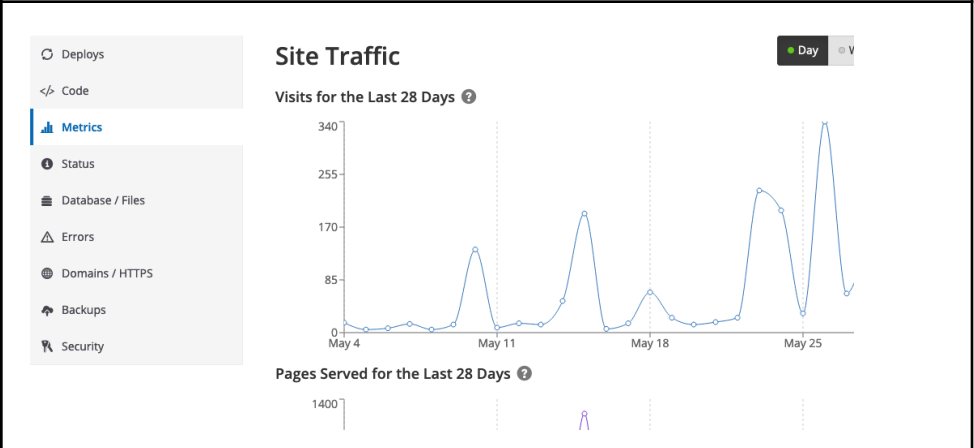 Deploys
</> Code
Metrics
Status
Database / Files
Errors
Domains / HTTPS
Backups
Security
Site Traffic
Day
W
Visits for the Last 28 Days ?
340
255
170
85
0
May 4 May 11 May 18 May 25
Pages Served for the Last 28 Days ?
1400